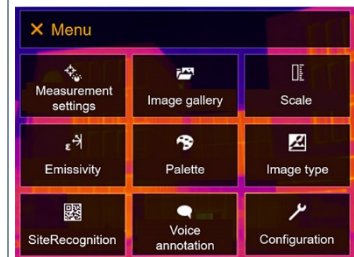 Menu
Measurement
settings
Image gallery
Scale
ε
Emissivity
Palette
Image type
SiteRecognition
Voice
annotation
Configuration